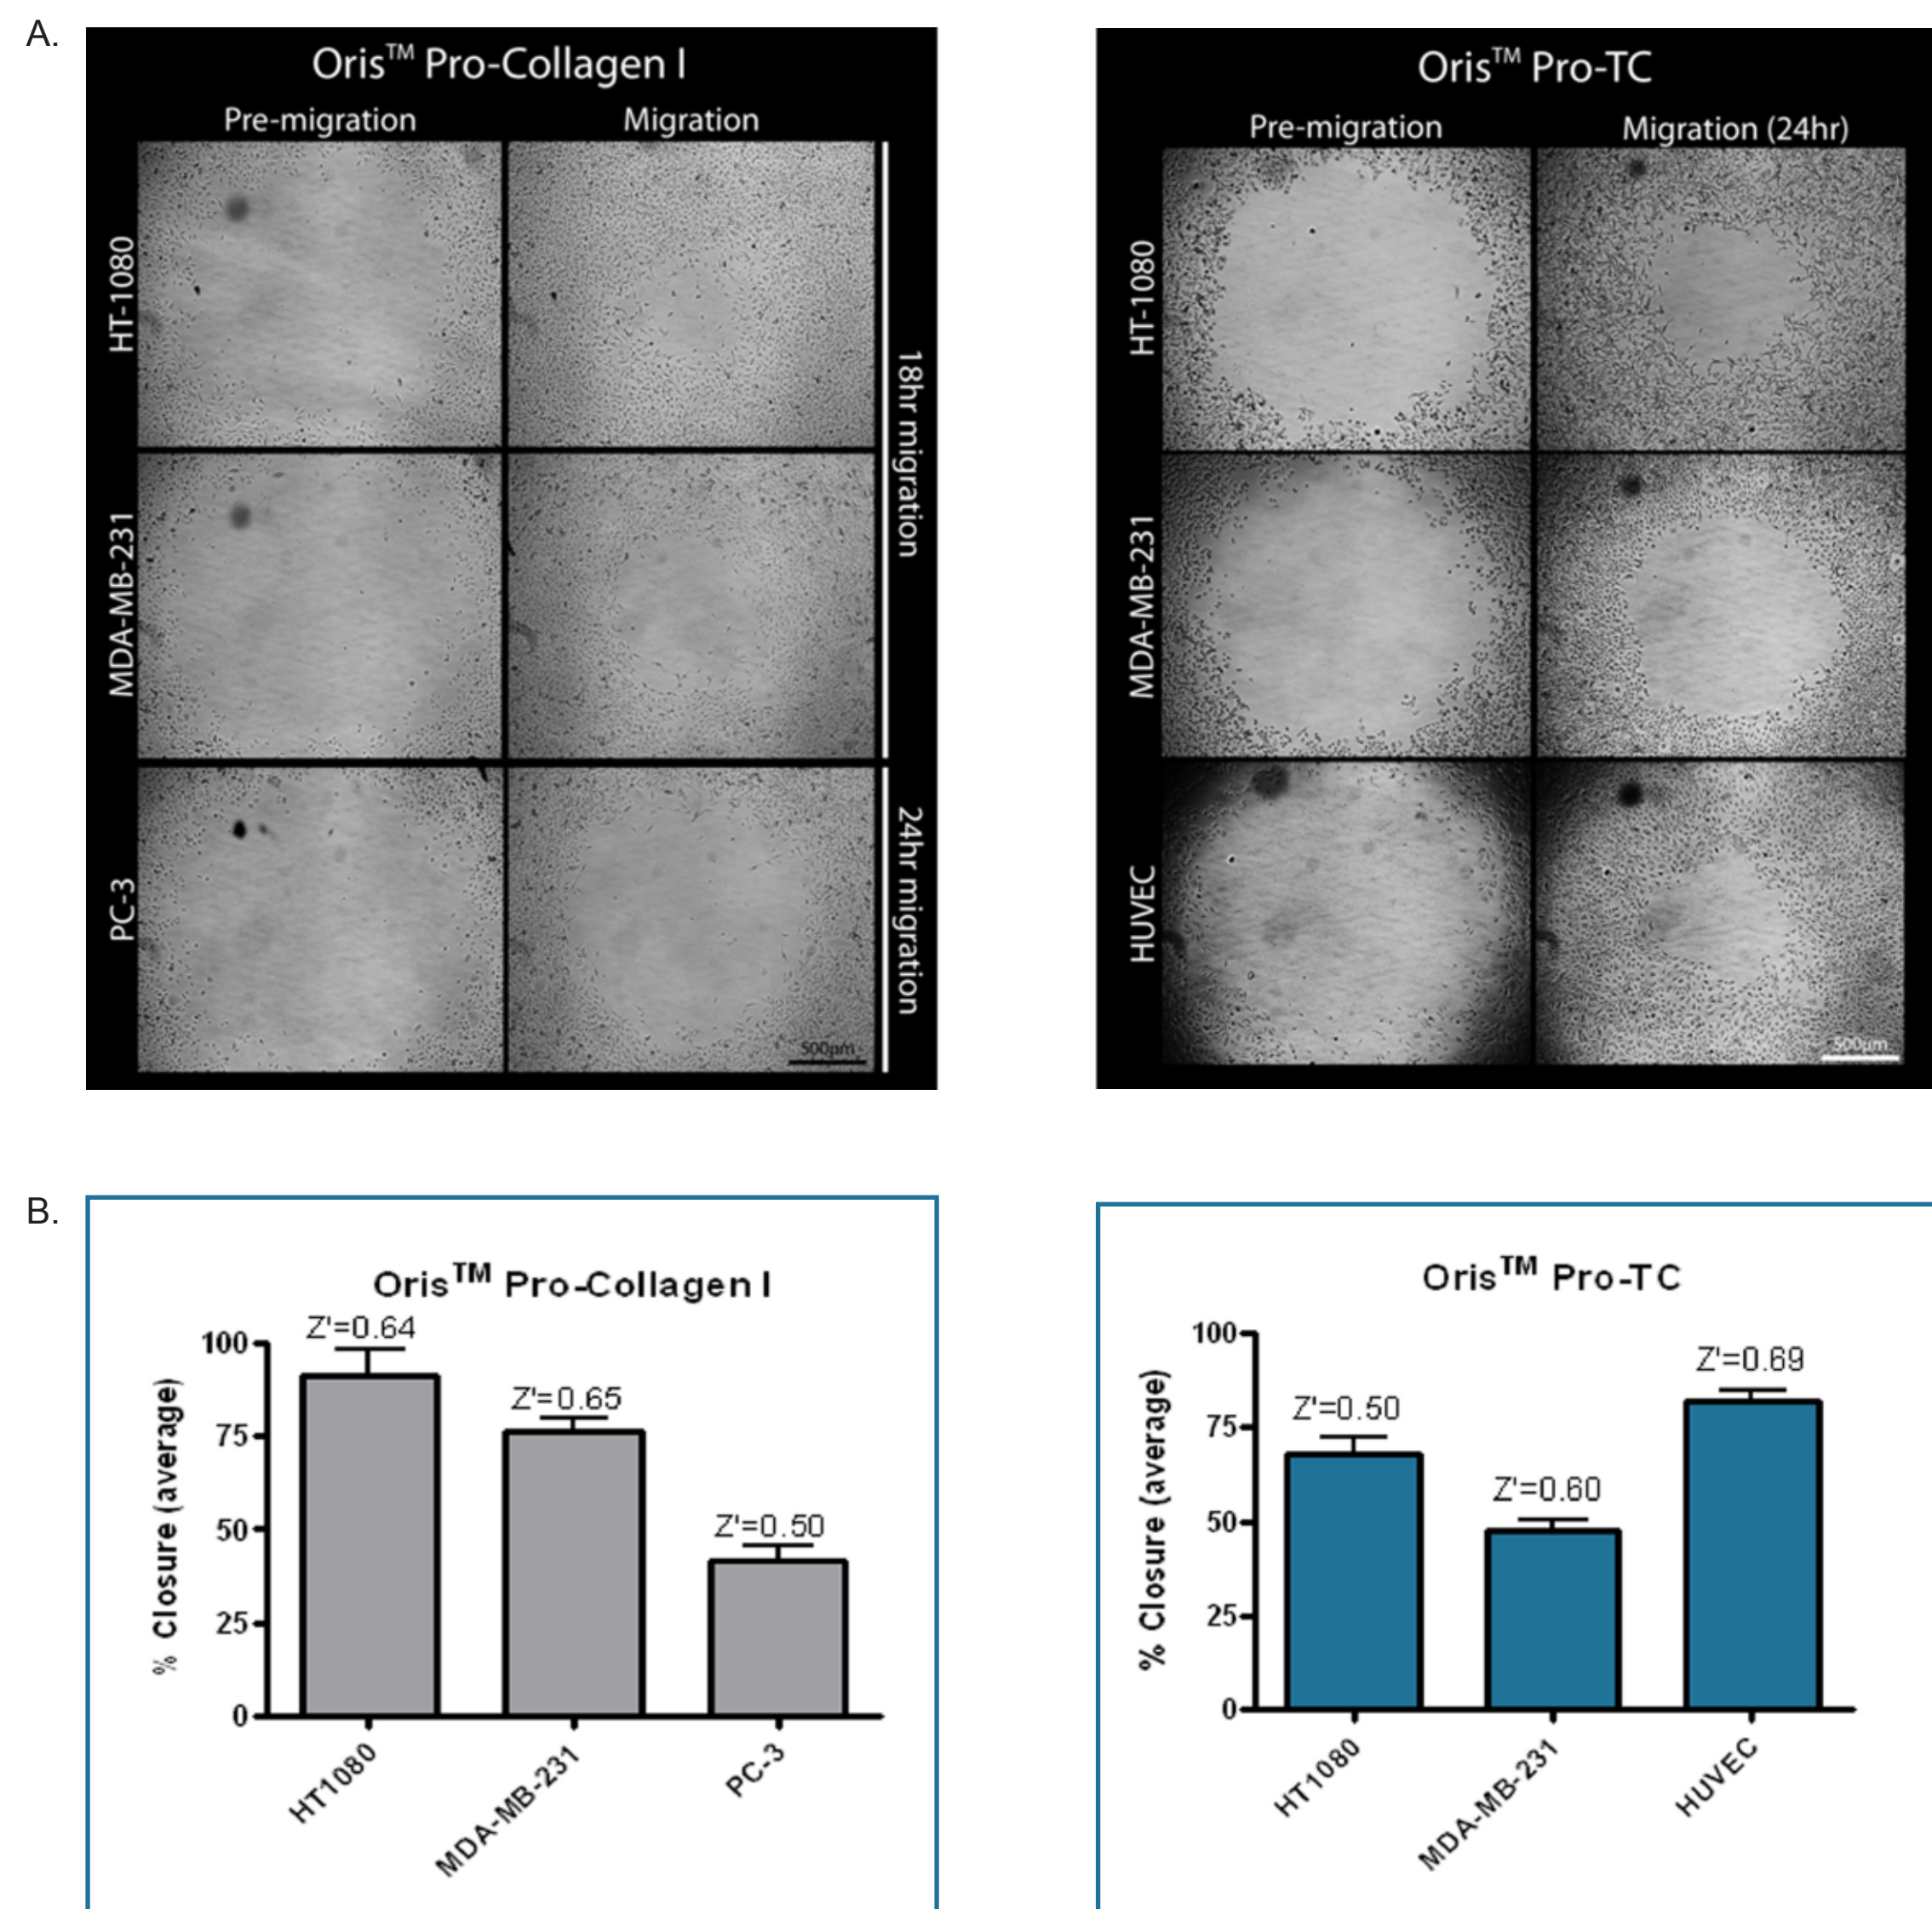 A.
Oris™ Pro-Collagen I
Pre-migration Migration
HT-1080
MDA-MB-231
PC-3
18hr migration
24hr migration
500µm
Oris™ Pro-TC
Pre-migration Migration (24hr)
HT-1080
MDA-MB-231
HUVEC
500µm
B.
Oris™ Pro-Collagen I
% Closure (average)
100
75
50
25
0
Z'=0.64
Z'=0.65
Z'=0.50
HT1080
MDA-MB-231
PC-3
Oris™ Pro-TC
% Closure (average)
100
75
50
25
0
Z'=0.50
Z'=0.60
Z'=0.69
HT1080
MDA-MB-231
HUVEC